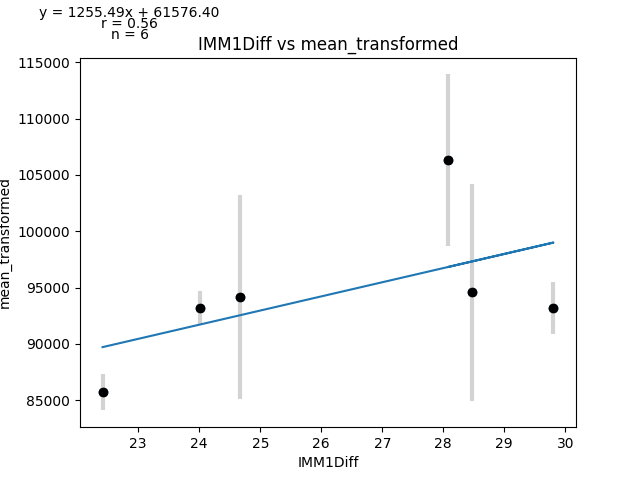 y = 1255.49x + 61576.40
r = 0.56
n = 6
IMM1Diff vs mean_transformed
115000
110000
105000
100000
95000
90000
85000
mean_transformed
23 24 25 26 27 28 29 30
IMM1Diff